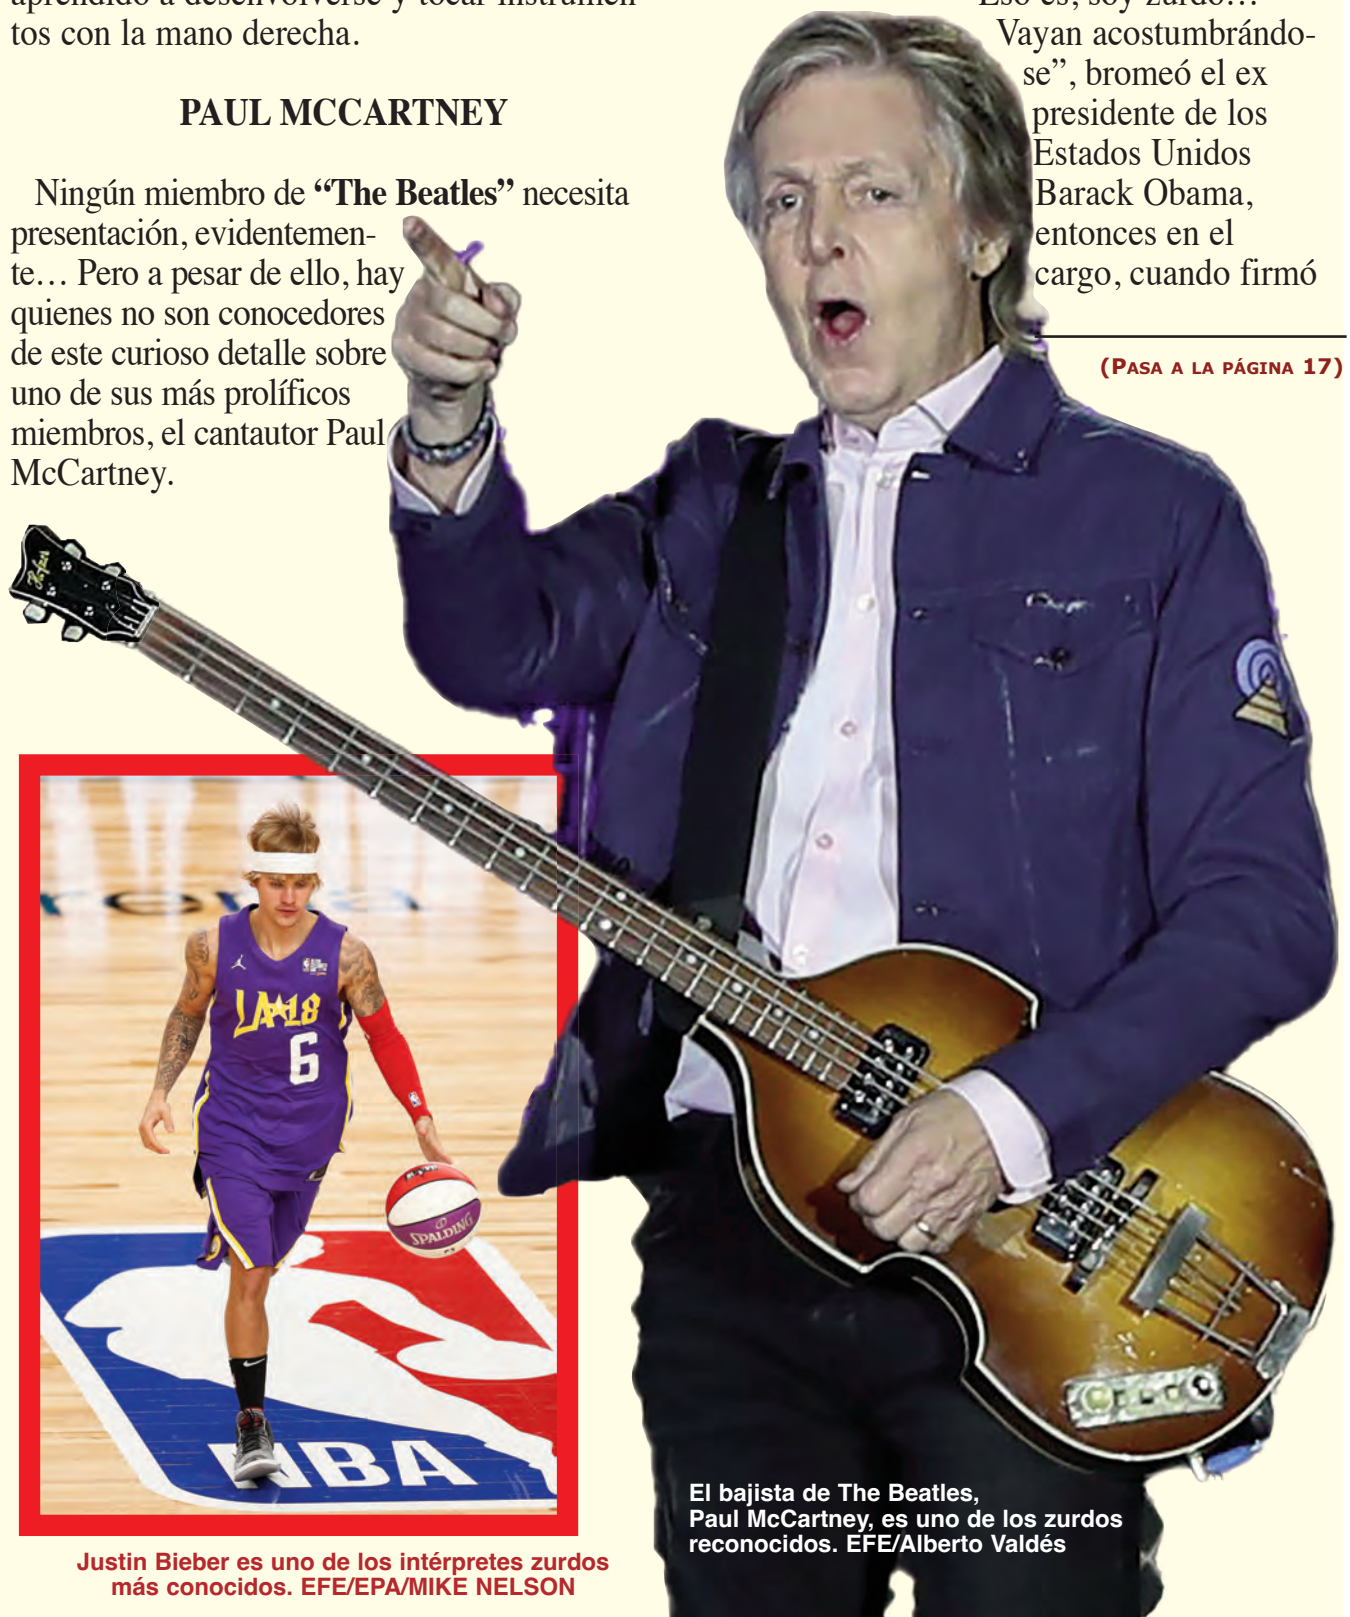 tos con la mano derecha.
PAUL MCCARTNEY
Ningún miembro de “The Beatles” necesita
presentación, evidentemen-
te… Pero a pesar de ello, hay
quienes no son conocedores
de este curioso detalle sobre
uno de sus más prolíficos
miembros, el cantautor Paul
McCartney.
Vayan acostumbrándo-
se”, bromeó el ex
presidente de los
Estados Unidos
Barack Obama,
entonces en el
cargo, cuando firmó
(PASA A LA PÁGINA 17)
Höfner
rena
LA 18
6
SPALDING
NBA
Justin Bieber es uno de los intérpretes zurdos
más conocidos. EFE/EPA/MIKE NELSON
El bajista de The Beatles,
Paul McCartney, es uno de los zurdos
reconocidos. EFE/Alberto Valdés